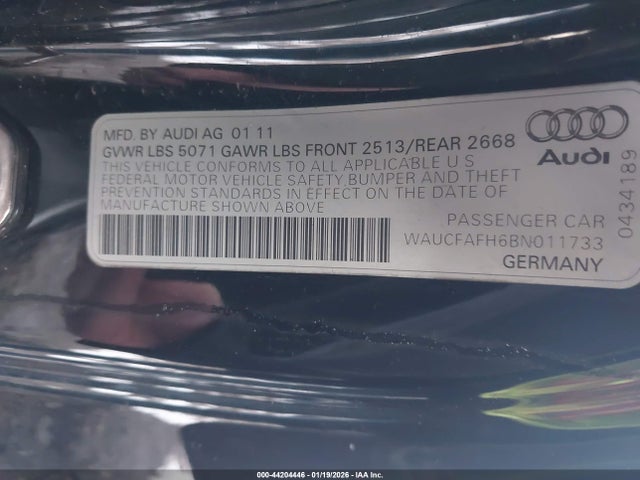 MFD. BY AUDI AG 01 11
GVWR LBS 5071 GAWR LBS FRONT 2513/REAR 2668
THIS VEHICLE CONFORMS TO ALL APPLICABLE U S
FEDERAL MOTOR VEHICLE SAFETY, BUMPER AND THEFT
PREVENTION STANDARDS IN EFFECT ON THE DATE OF
MANUFACTURE SHOWN ABOVE
Audi
0434189
PASSENGER CAR
WAUCFAFH6BN011733
GERMANY
000-44204446 - 01/19/2026 - IAA Inc.